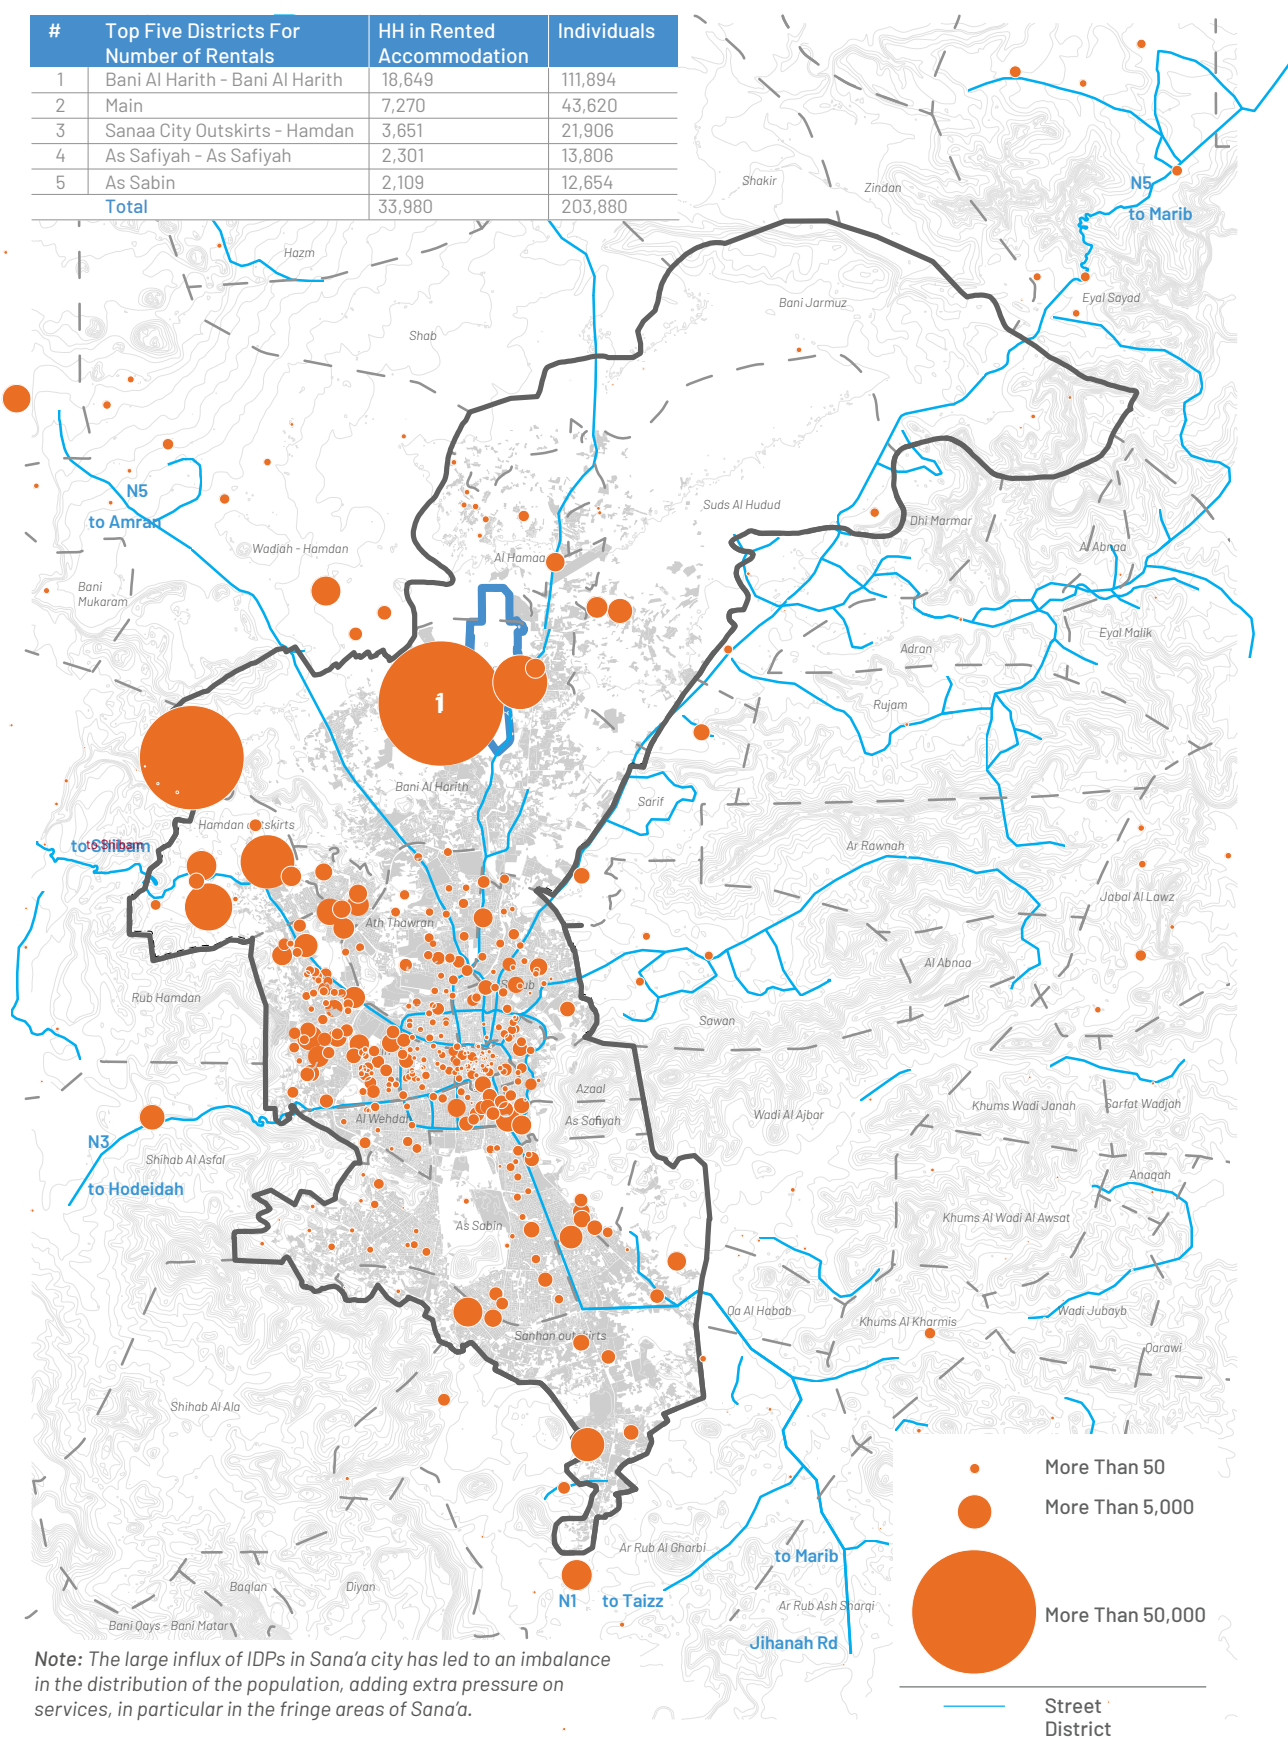 # Top Five Districts For Number of Rentals HH in Rented Accommodation Individuals
1 Bani Al Harith - Bani Al Harith 18,649 111,894
2 Main 7,270 43,620
3 Sanaa City Outskirts - Hamdan 3,651 21,906
4 As Safiyah - As Safiyah 2,301 13,806
5 As Sabin 2,109 12,654
Total 33,980 203,880
Shakir
Zindan
N5
to Marib
Hazm
Eyal Sayad
Bani Jarmuz
Shab
N5
to Amran
Suds Al Hudud
Dhi Marmar
Wadiah - Hamdan
Al Hamaa
Al Abnaa
Bani
Mukaram
Eyal Malik
Adran
1
Rujam
Bani Al Harith
Sarif
Hamdan outskirts
to Shibam
to Shibam
Ar Rawnah
Jabal Al Lawz
Ath Thawran
Al Abnaa
Rub Hamdan
Sawan
Azaal
Khums Wadi Janah
Sarfat Wadjah
Wadi Al Ajbar
Al Wehdah
As Safiyah
N3
Shihab Al Asfal
Anaqah
to Hodeidah
Khums Al Wadi Al Awsat
As Sabin
Qa Al Habab
Wadi Jubayb
Khums Al Kharmis
Sanhan outskirts
Qarawi
Shihab Al Ala
More Than 50
More Than 5,000
Ar Rub Al Gharbi
to Marib
Baqlan
Diyan
N1
to Taizz
Ar Rub Ash Sharqi
More Than 50,000
Bani Qays - Bani Matar
Jihanah Rd
Note: The large influx of IDPs in Sana'a city has led to an imbalance
in the distribution of the population, adding extra pressure on
services, in particular in the fringe areas of Sana'a.
Street
District